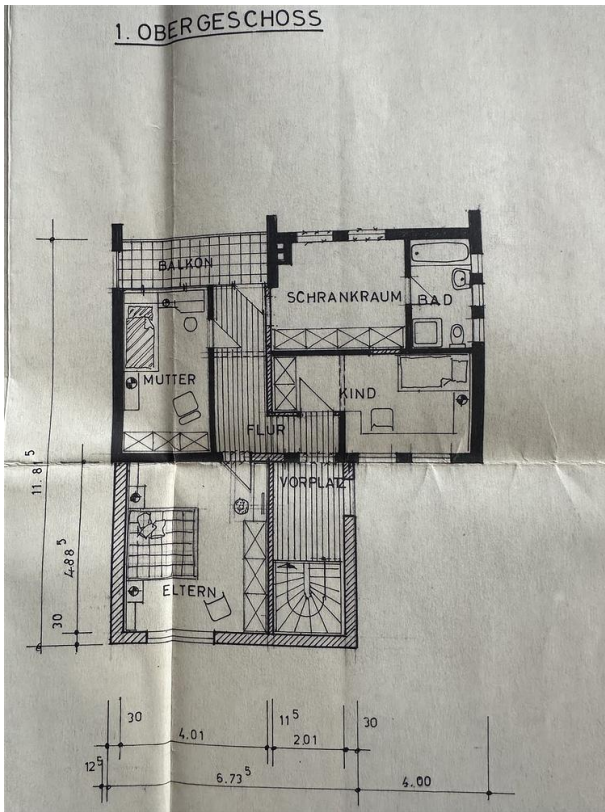 1. OBERGESCHOSS
BALKON
SCHRANKRAUM
BAD
MUTTER
KIND
FLUR
VORPLATZ
ELTERN
11.81⁵
4.88⁵
30
30
4.01
11⁵
2.01
30
12⁵
6.73⁵
4.00